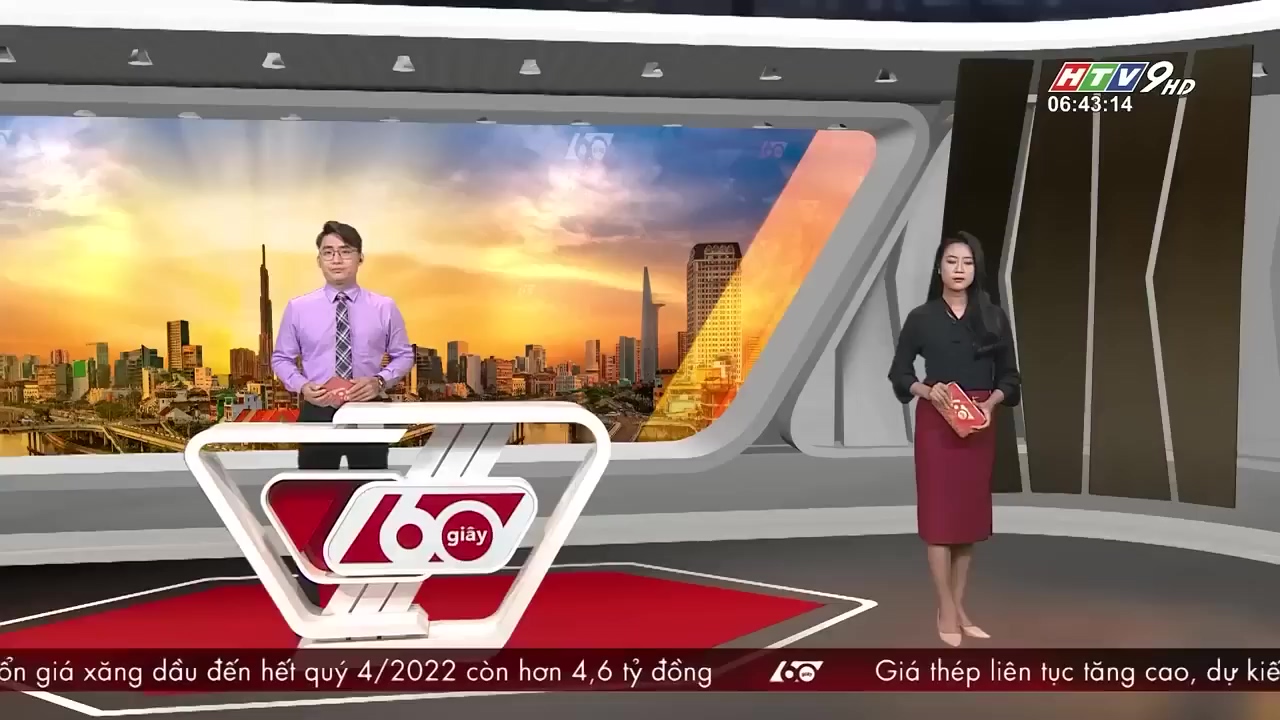 HTV9HD
06:43:14
60
giây
ổn giá xăng dầu đến hết quý 4/2022 còn hơn 4,6 tỷ đồng 60 giây Giá thép liên tục tăng cao, dự kiế